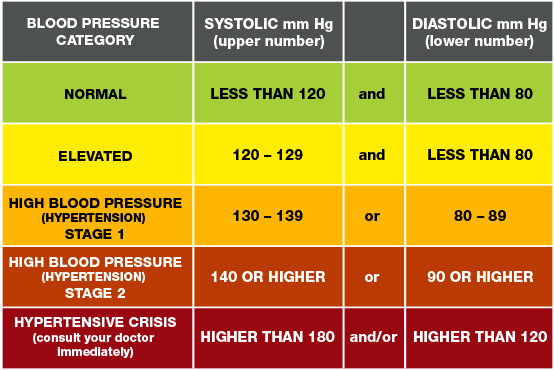 BLOOD PRESSURE
CATEGORY
SYSTOLIC mm Hg
(upper number)
DIASTOLIC mm Hg
(lower number)
NORMAL
LESS THAN 120
and
LESS THAN 80
ELEVATED
120 – 129
and
LESS THAN 80
HIGH BLOOD PRESSURE
(HYPERTENSION)
STAGE 1
130 – 139
or
80 – 89
HIGH BLOOD PRESSURE
(HYPERTENSION)
STAGE 2
140 OR HIGHER
or
90 OR HIGHER
HYPERTENSIVE CRISIS
(consult your doctor
immediately)
HIGHER THAN 180
and/or
HIGHER THAN 120